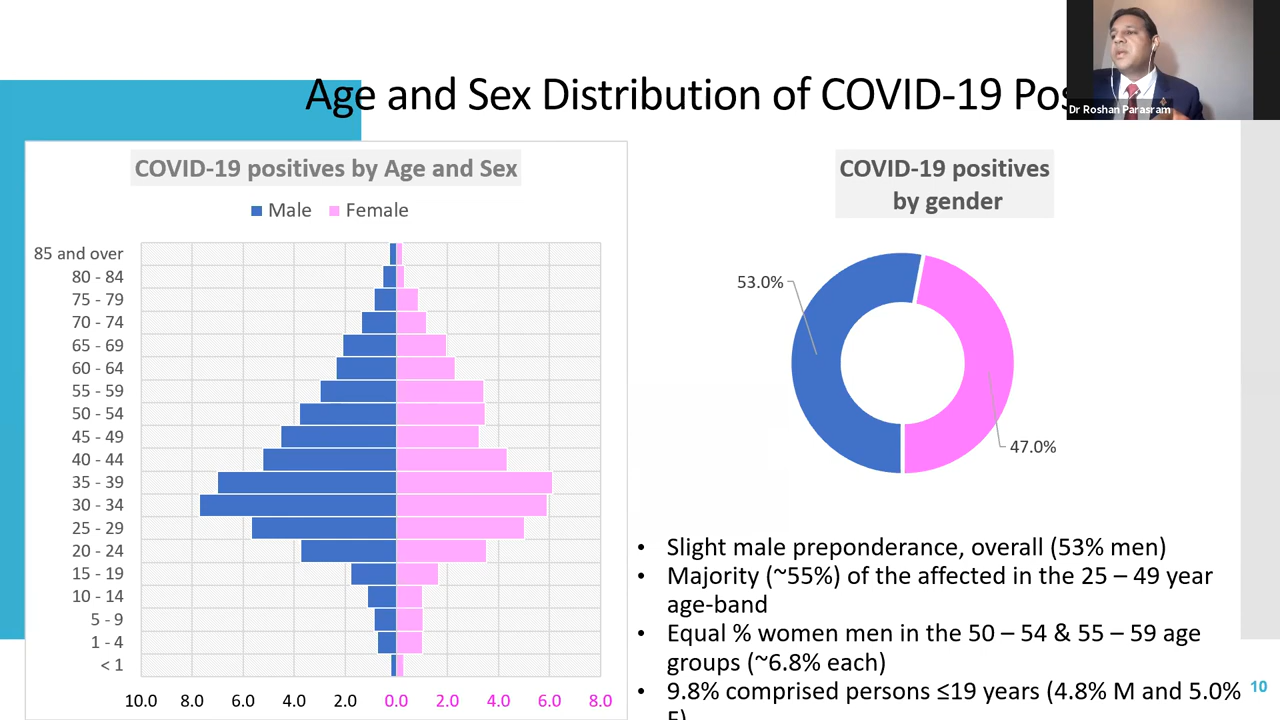 Age and Sex Distribution of COVID-19 Pos
Dr Roshan Parasram
COVID-19 positives by Age and Sex
Male Female
85 and over
80 - 84
75 - 79
70 - 74
65 - 69
60 - 64
55 - 59
50 - 54
45 - 49
40 - 44
35 - 39
30 - 34
25 - 29
20 - 24
15 - 19
10 - 14
5 - 9
1 - 4
< 1
10.0 8.0 6.0 4.0 2.0 0.0 2.0 4.0 6.0 8.0
COVID-19 positives
by gender
53.0%
47.0%
• Slight male preponderance, overall (53% men)
• Majority (~55%) of the affected in the 25 – 49 year
age-band
• Equal % women men in the 50 – 54 & 55 – 59 age
groups (~6.8% each)
• 9.8% comprised persons ≤19 years (4.8% M and 5.0%
F)
10